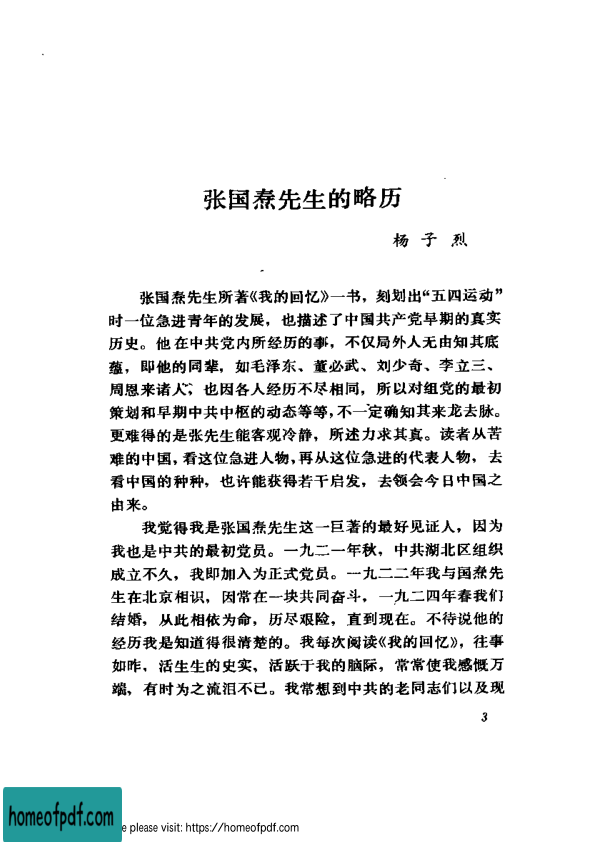 张国焘先生的略历
杨子烈
张国焘先生所著《我的回忆》一书，刻划出“五四运动”
时一位急进青年的发展，也描述了中国共产党早期的真实
历史。他在中共党内所经历的事，不仅局外人无由知其底
蕴，即他的同辈，如毛泽东、董必武、刘少奇、李立三、
周恩来诸人，也因各人经历不尽相同，所以对组党的最初
策划和早期中共中枢的动态等等，不一定确知其来龙去脉。
更难得的是张先生能客观冷静，所述力求其真。读者从苦
难的中国，看这位急进人物，再从这位急进的代表人物，去
看中国的种种，也许能获得若干启发，去领会今日中国之
由来。
我觉得我是张国焘先生这一巨著的最好见证人，因为
我也是中共的最初党员。一九二一年秋，中共湖北区组织
成立不久，我即加入为正式党员。一九二二年我与国焘先
生在北京相识，因常在一块共同奋斗，一九二四年春我们
结婚，从此相依为命，历尽艰险，直到现在。不待说他的
经历我是知道得很清楚的。我每次阅读《我的回忆》，往事
如昨，活生生的史实，活跃于我的脑际，常常使我感慨万
端，有时为之流泪不已。我常想到中共的老同志们以及现
3
homeofpdf.com
e please visit: https://homeofpdf.com